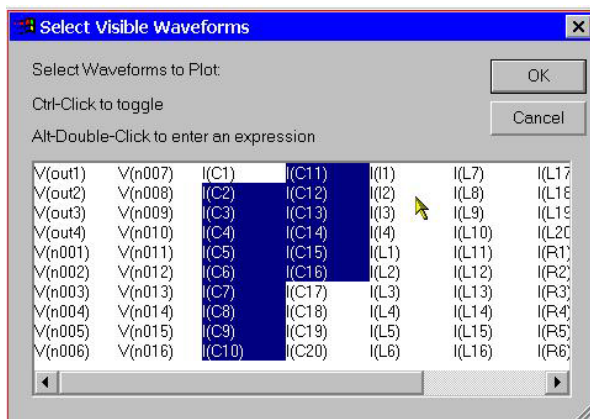 Select Visible Waveforms
Select Waveforms to Plot:
OK
Ctrl-Click to toggle
Cancel
Alt-Double-Click to enter an expression
V(out1) V(n007) I(C1) I(C11) I(I1) I(L7) I(L17
V(out2) V(n008) I(C2) I(C12) I(I2) I(L8) I(L18
V(out3) V(n009) I(C3) I(C13) I(I3) I(L9) I(L19
V(out4) V(n010) I(C4) I(C14) I(I4) I(L10) I(L20
V(n001) V(n011) I(C5) I(C15) I(L1) I(L11) I(R1)
V(n002) V(n012) I(C6) I(C16) I(L2) I(L12) I(R2)
V(n003) V(n013) I(C7) I(C17) I(L3) I(L13) I(R3)
V(n004) V(n014) I(C8) I(C18) I(L4) I(L14) I(R4)
V(n005) V(n015) I(C9) I(C19) I(L5) I(L15) I(R5)
V(n006) V(n016) I(C10) I(C20) I(L6) I(L16) I(R6)